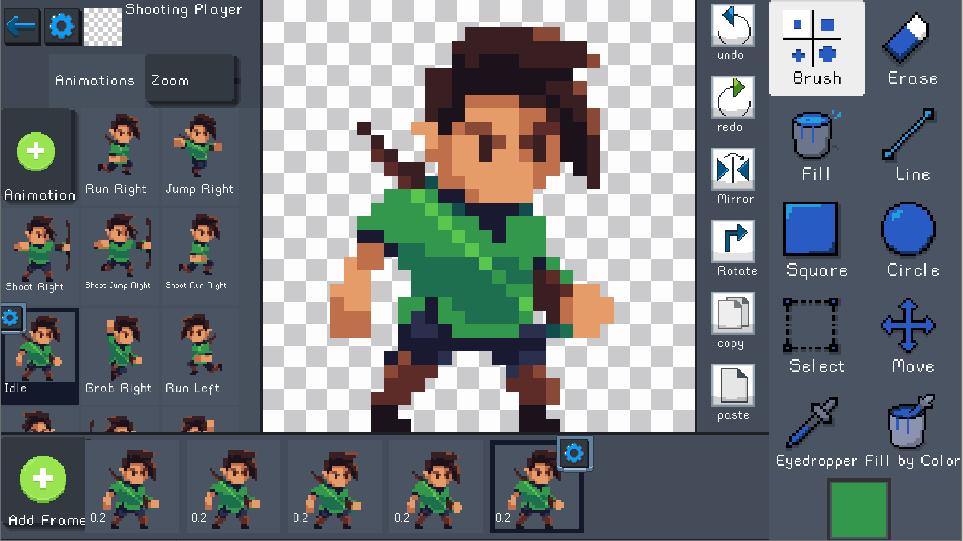 Shooting Player
Animations
Zoom
Animation
Run Right
Jump Right
Shoot Right
Shoot Jump Right
Shoot Run Right
Idle
Grab Right
Run Left
Add Frame
0.2
0.2
0.2
0.2
0.2
undo
redo
Mirror
Rotate
copy
paste
Brush
Erase
Fill
Line
Square
Circle
Select
Move
Eyedropper
Fill by Color